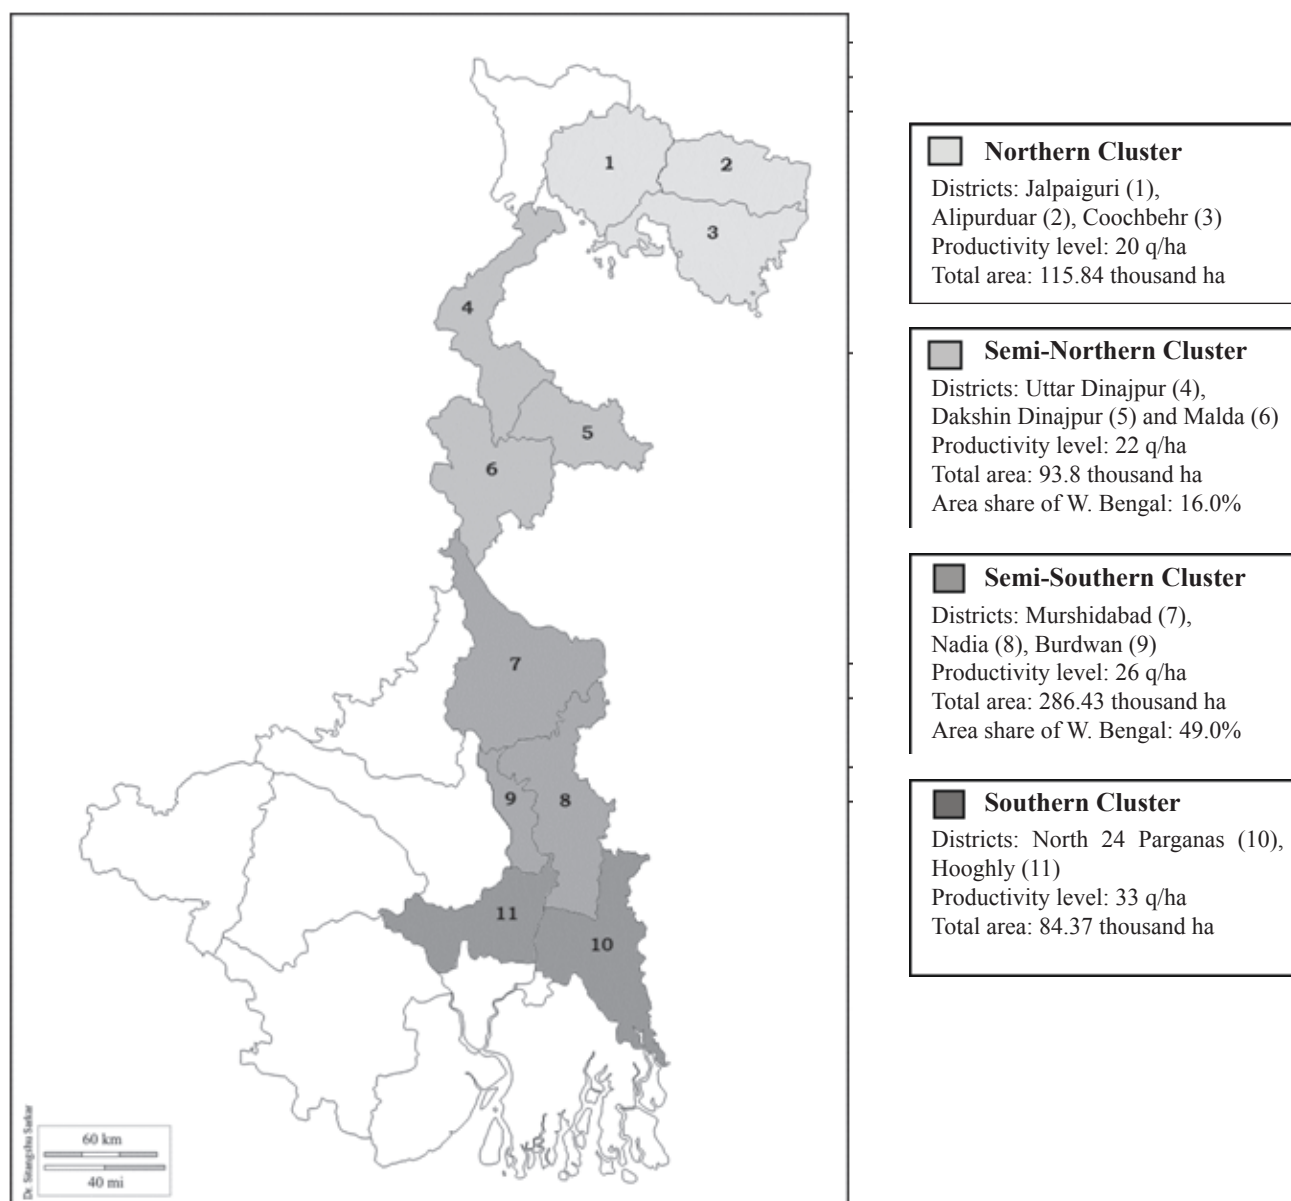 1
2
3
4
5
6
7
8
9
10
11
Dr. Sitangshu Sarkar
60 km
40 mi
Northern Cluster
Districts: Jalpaiguri (1),
Alipurduar (2), Coochbehr (3)
Productivity level: 20 q/ha
Total area: 115.84 thousand ha
Semi-Northern Cluster
Districts: Uttar Dinajpur (4),
Dakshin Dinajpur (5) and Malda (6)
Productivity level: 22 q/ha
Total area: 93.8 thousand ha
Area share of W. Bengal: 16.0%
Semi-Southern Cluster
Districts: Murshidabad (7),
Nadia (8), Burdwan (9)
Productivity level: 26 q/ha
Total area: 286.43 thousand ha
Area share of W. Bengal: 49.0%
Southern Cluster
Districts: North 24 Parganas (10),
Hooghly (11)
Productivity level: 33 q/ha
Total area: 84.37 thousand ha